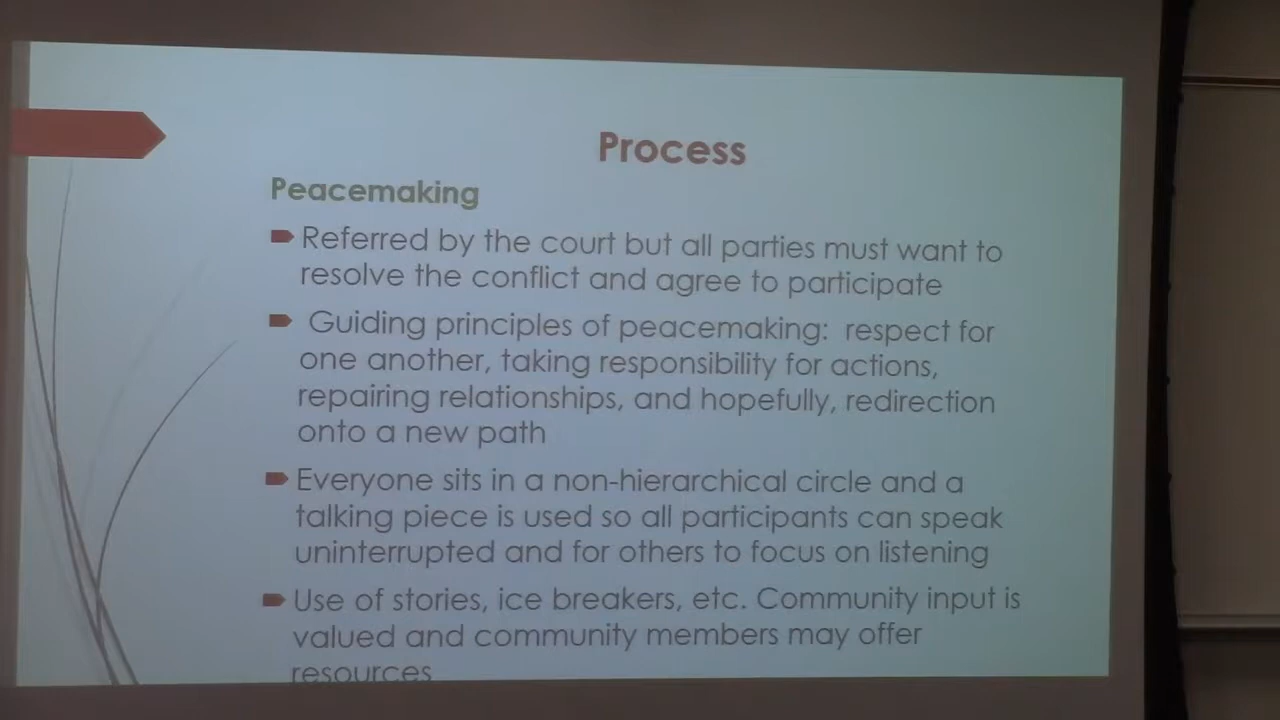 Process
Peacemaking
Referred by the court but all parties must want to
resolve the conflict and agree to participate
Guiding principles of peacemaking: respect for
one another, taking responsibility for actions,
repairing relationships, and hopefully, redirection
onto a new path
Everyone sits in a non-hierarchical circle and a
talking piece is used so all participants can speak
uninterrupted and for others to focus on listening
Use of stories, ice breakers, etc. Community input is
valued and community members may offer
resources